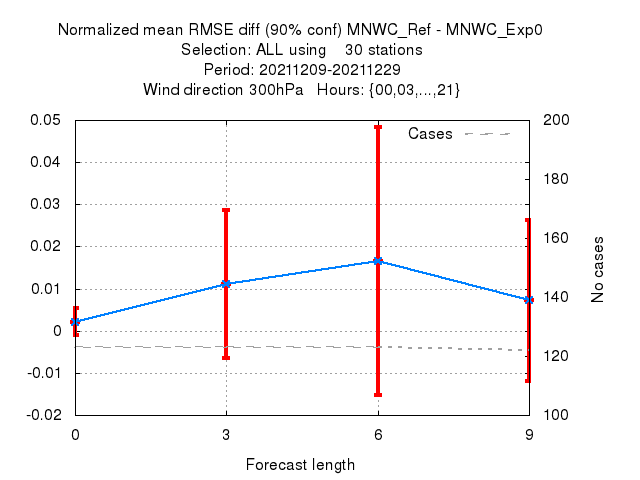 Normalized mean RMSE diff (90% conf) MNWC_Ref - MNWC_Exp0
Selection: ALL using 30 stations
Period: 20211209-20211229
Wind direction 300hPa Hours: {00,03,...,21}
Cases
0.05
0.04
0.03
0.02
0.01
0
-0.01
-0.02
200
180
160
140
120
100
No cases
0 3 6 9
Forecast length